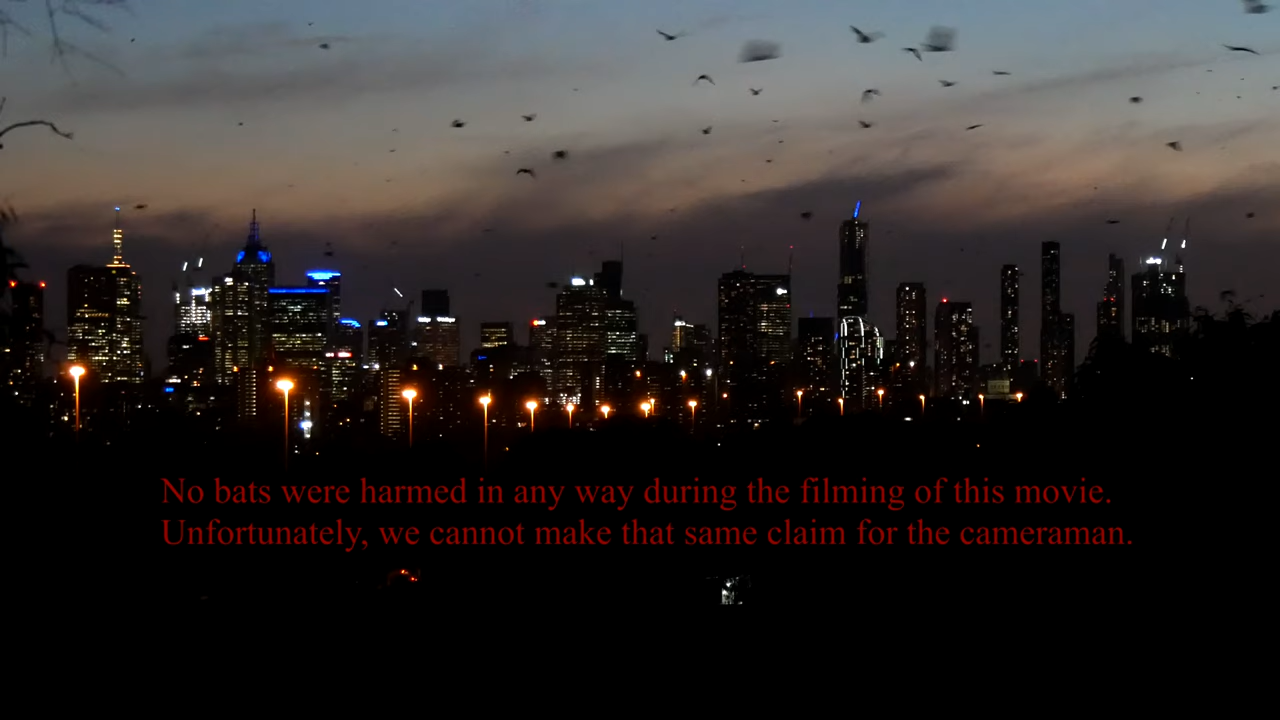 No bats were harmed in any way during the filming of this movie.
Unfortunately, we cannot make that same claim for the cameraman.